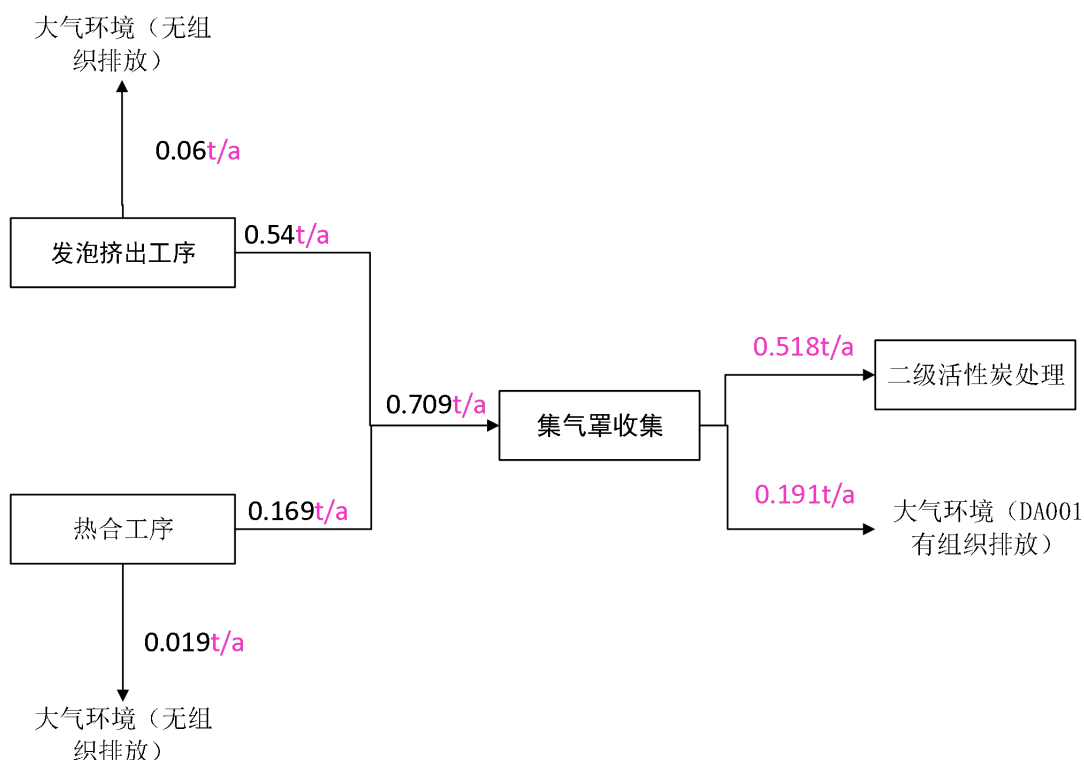 大气环境（无组
织排放）
0.06t/a
发泡挤出工序
0.54t/a
0.518t/a
二级活性炭处理
0.709t/a
集气罩收集
0.191t/a
大气环境（DA001
有组织排放）
热合工序
0.169t/a
0.019t/a
大气环境（无组
织排放）